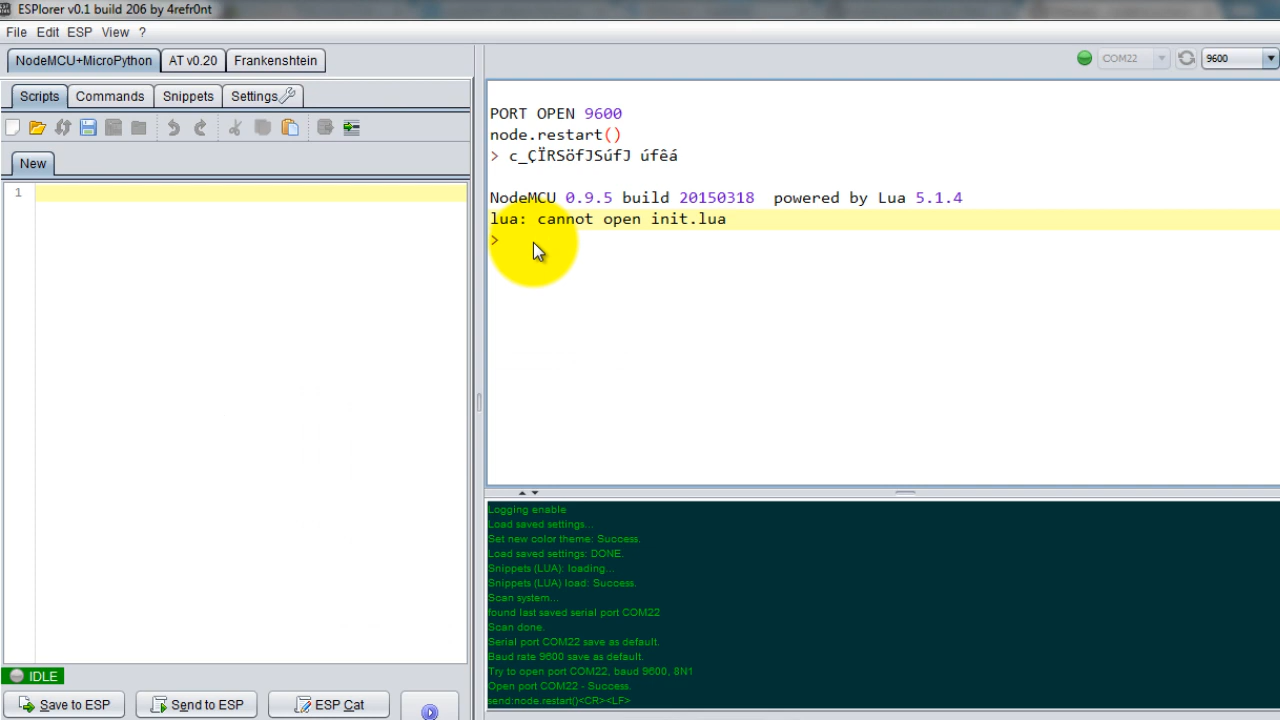 ESPlorer v0.1 build 206 by 4refr0nt
File Edit ESP View ?
NodeMCU+MicroPython AT v0.20 Frankenshtein
COM22 9600
Scripts Commands Snippets Settings
New
1
PORT OPEN 9600
node.restart()
> c_ÇÏRSöfJSúfJ úfêá
NodeMCU 0.9.5 build 20150318 powered by Lua 5.1.4
lua: cannot open init.lua
>
Logging enable
Load saved settings...
Set new color theme: Success.
Load saved settings: DONE.
Snippets (LUA): loading...
Snippets (LUA) load: Success.
Scan system...
found last saved serial port COM22
Scan done.
Serial port COM22 save as default.
Baud rate 9600 save as default.
Try to open port COM22, baud 9600, 8N1
Open port COM22 - Success.
send:node.restart()<CR><LF>
IDLE
Save to ESP Send to ESP ESP Cat